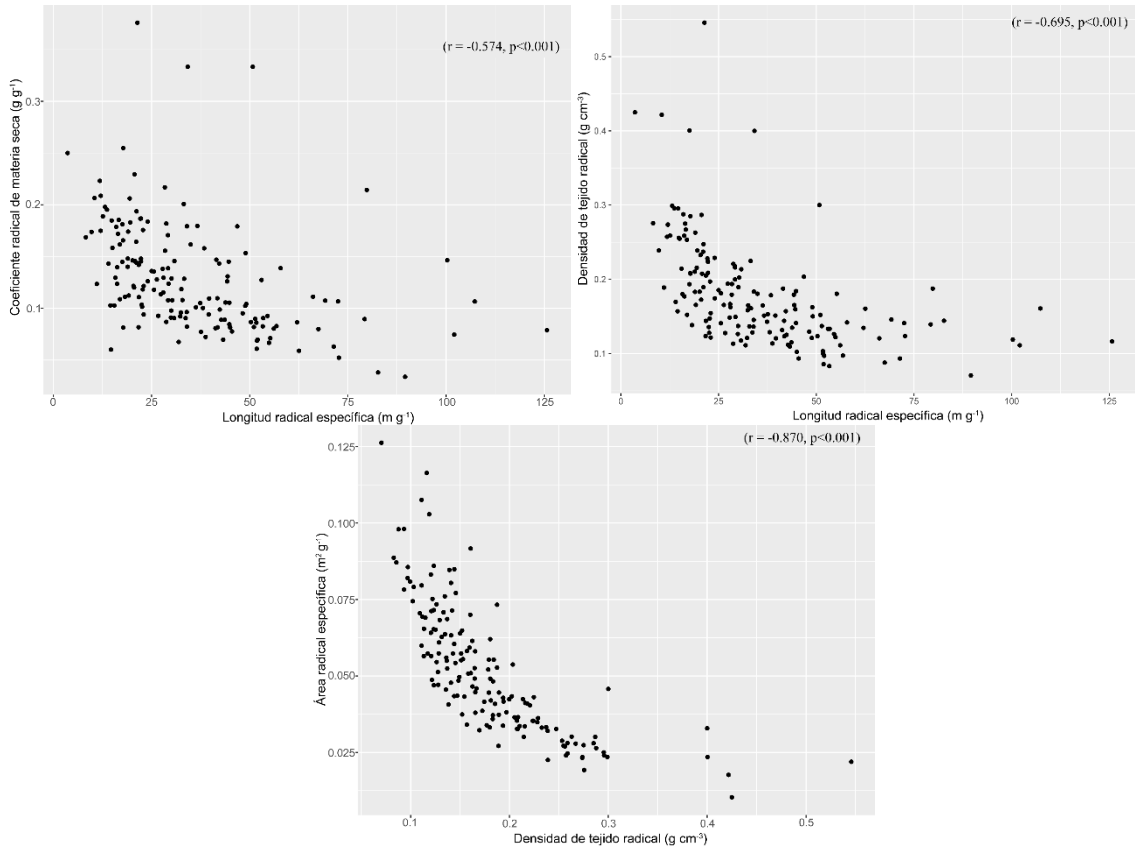 (r = -0.574, p<0.001)
Coeficiente radical de materia seca (g g⁻¹)
0.3
0.2
0.1
0 25 50 75 100 125
Longitud radical específica (m g⁻¹)
(r = -0.695, p<0.001)
Densidad de tejido radical (g cm⁻³)
0.5
0.4
0.3
0.2
0.1
0 25 50 75 100 125
Longitud radical específica (m g⁻¹)
(r = -0.870, p<0.001)
Área radical específica (m² g⁻¹)
0.125
0.100
0.075
0.050
0.025
0.1 0.2 0.3 0.4 0.5
Densidad de tejido radical (g cm⁻³)